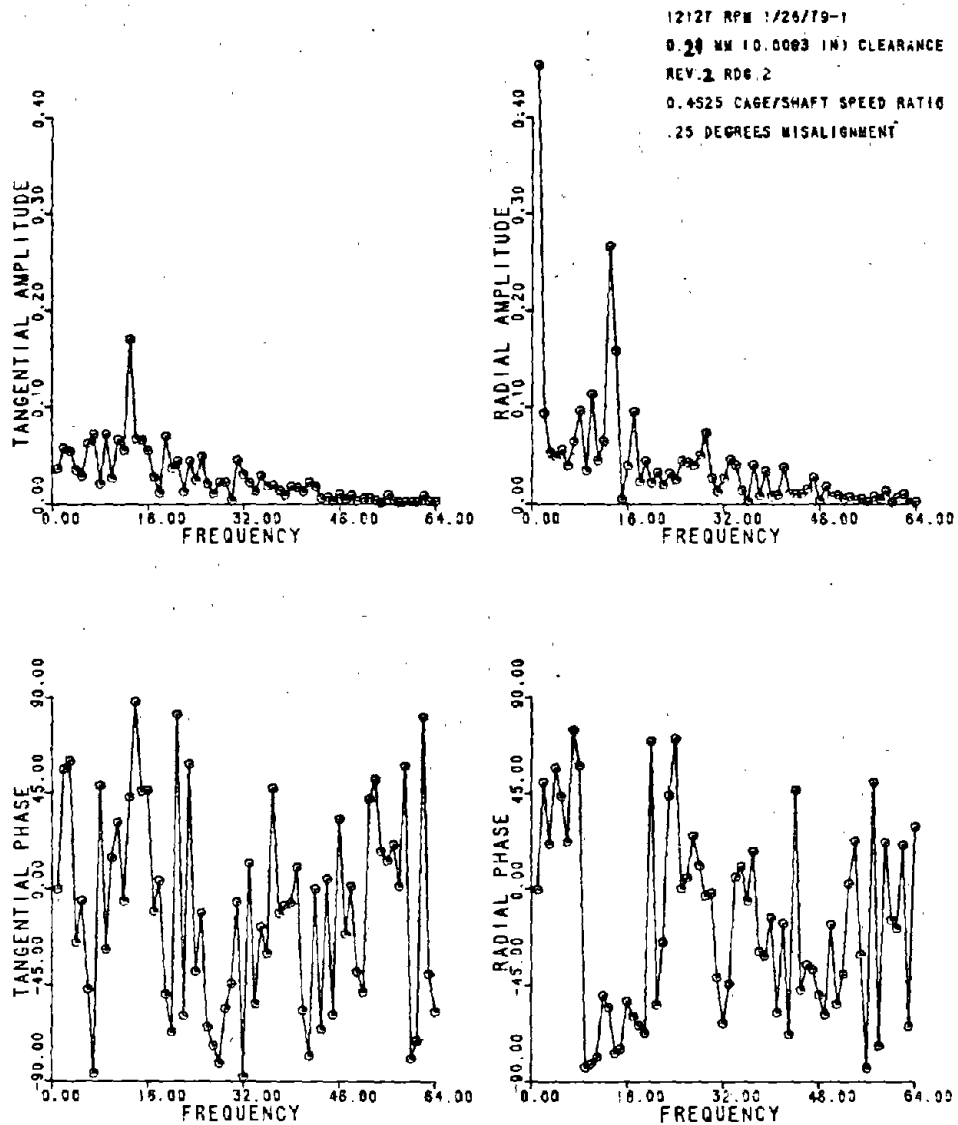 12127 RPM 1/26/79-1
0.21 MM (0.0083 IN) CLEARANCE
REV.2 RDG.2
0.4525 CAGE/SHAFT SPEED RATIO
.25 DEGREES MISALIGNMENT
TANGENTIAL AMPLITUDE
0.40
0.30
0.20
0.10
0.00
0.00 16.00 32.00 48.00 64.00
FREQUENCY
RADIAL AMPLITUDE
0.40
0.30
0.20
0.10
0.00
0.00 16.00 32.00 48.00 64.00
FREQUENCY
TANGENTIAL PHASE
90.00
45.00
0.00
-45.00
-90.00
0.00 16.00 32.00 48.00 64.00
FREQUENCY
RADIAL PHASE
90.00
45.00
0.00
-45.00
-90.00
0.00 16.00 32.00 48.00 64.00
FREQUENCY